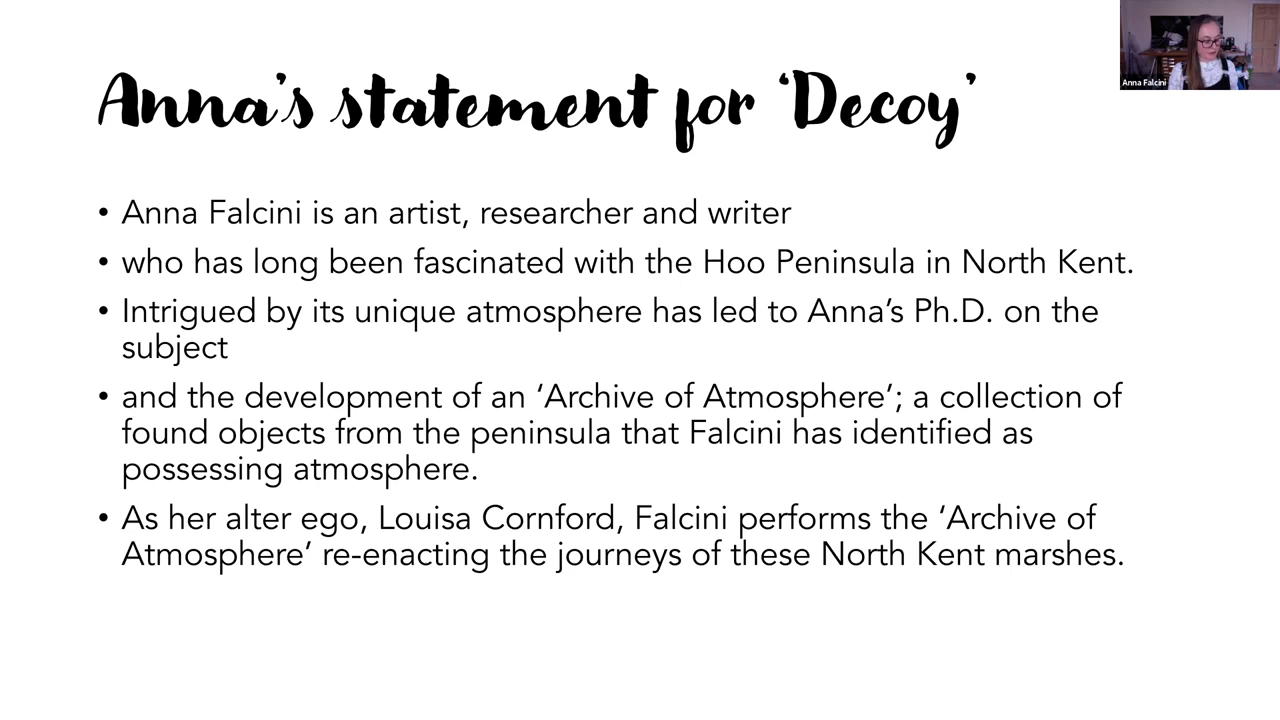 Anna's statement for 'Decoy'
Anna Falcini
• Anna Falcini is an artist, researcher and writer
• who has long been fascinated with the Hoo Peninsula in North Kent.
• Intrigued by its unique atmosphere has led to Anna's Ph.D. on the
subject
• and the development of an 'Archive of Atmosphere'; a collection of
found objects from the peninsula that Falcini has identified as
possessing atmosphere.
• As her alter ego, Louisa Cornford, Falcini performs the 'Archive of
Atmosphere' re-enacting the journeys of these North Kent marshes.